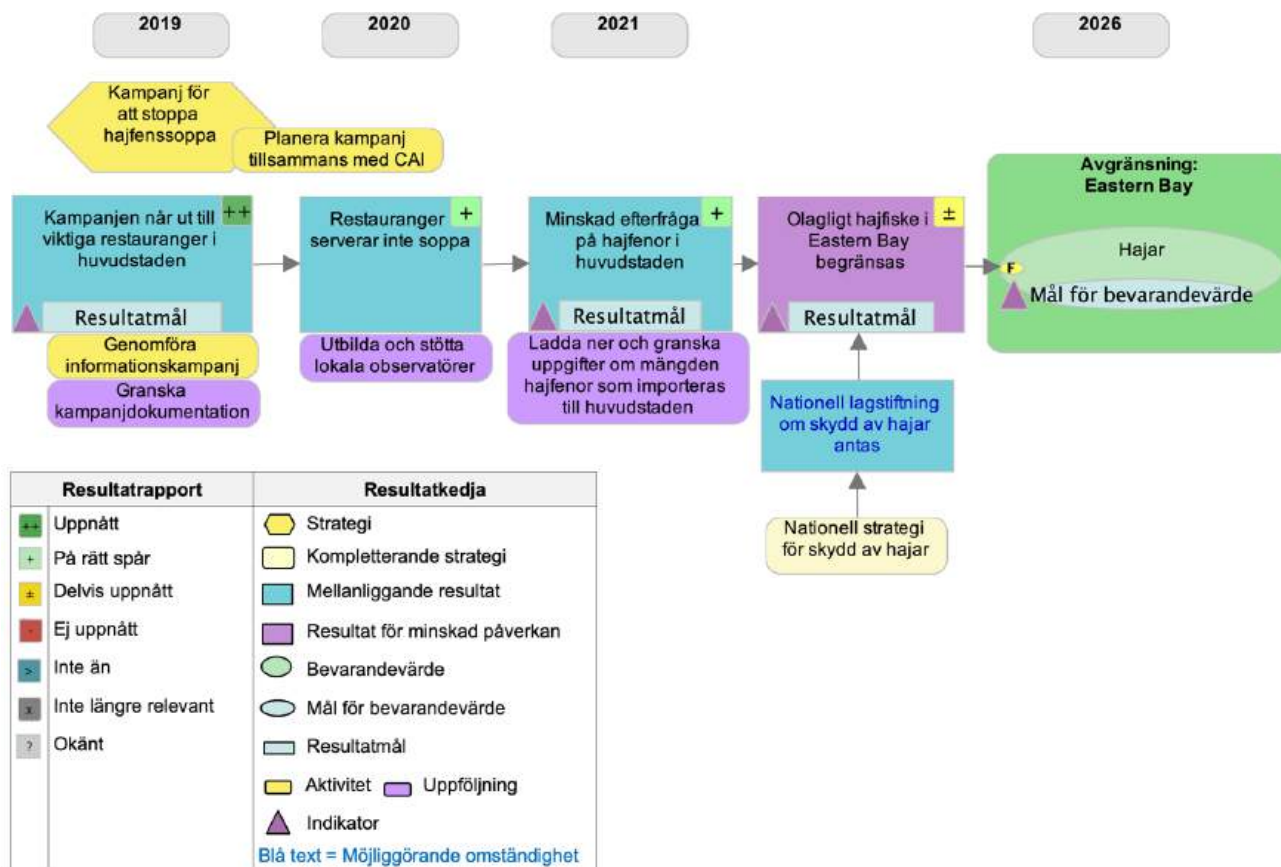 2019
2020
2021
2026
Kampanj för
att stoppa
hajfenssoppa
Planera kampanj
tillsammans med CAI
Kampanjen når ut till
viktiga restauranger i
huvudstaden
++
Resultatmål
Genomföra
informationskampanj
Granska
kampanjdokumentation
Restauranger
serverar inte soppa
+
Utbilda och stötta
lokala observatörer
Minskad efterfråga
på hajfenor i
huvudstaden
+
Resultatmål
Ladda ner och granska
uppgifter om mängden
hajfenor som importeras
till huvudstaden
Olagligt hajfiske i
Eastern Bay
begränsas
±
Resultatmål
Nationell lagstiftning
om skydd av hajar
antas
Nationell strategi
för skydd av hajar
Avgränsning:
Eastern Bay
Hajar
F
Mål för bevarandevärde
Resultatrapport
++ Uppnått
+ På rätt spår
± Delvis uppnått
- Ej uppnått
> Inte än
x Inte längre relevant
? Okänt
Resultatkedja
Strategi
Kompletterande strategi
Mellanliggande resultat
Resultat för minskad påverkan
Bevarandevärde
Mål för bevarandevärde
Resultatmål
Aktivitet Uppföljning
Indikator
Blå text = Möjliggörande omständighet